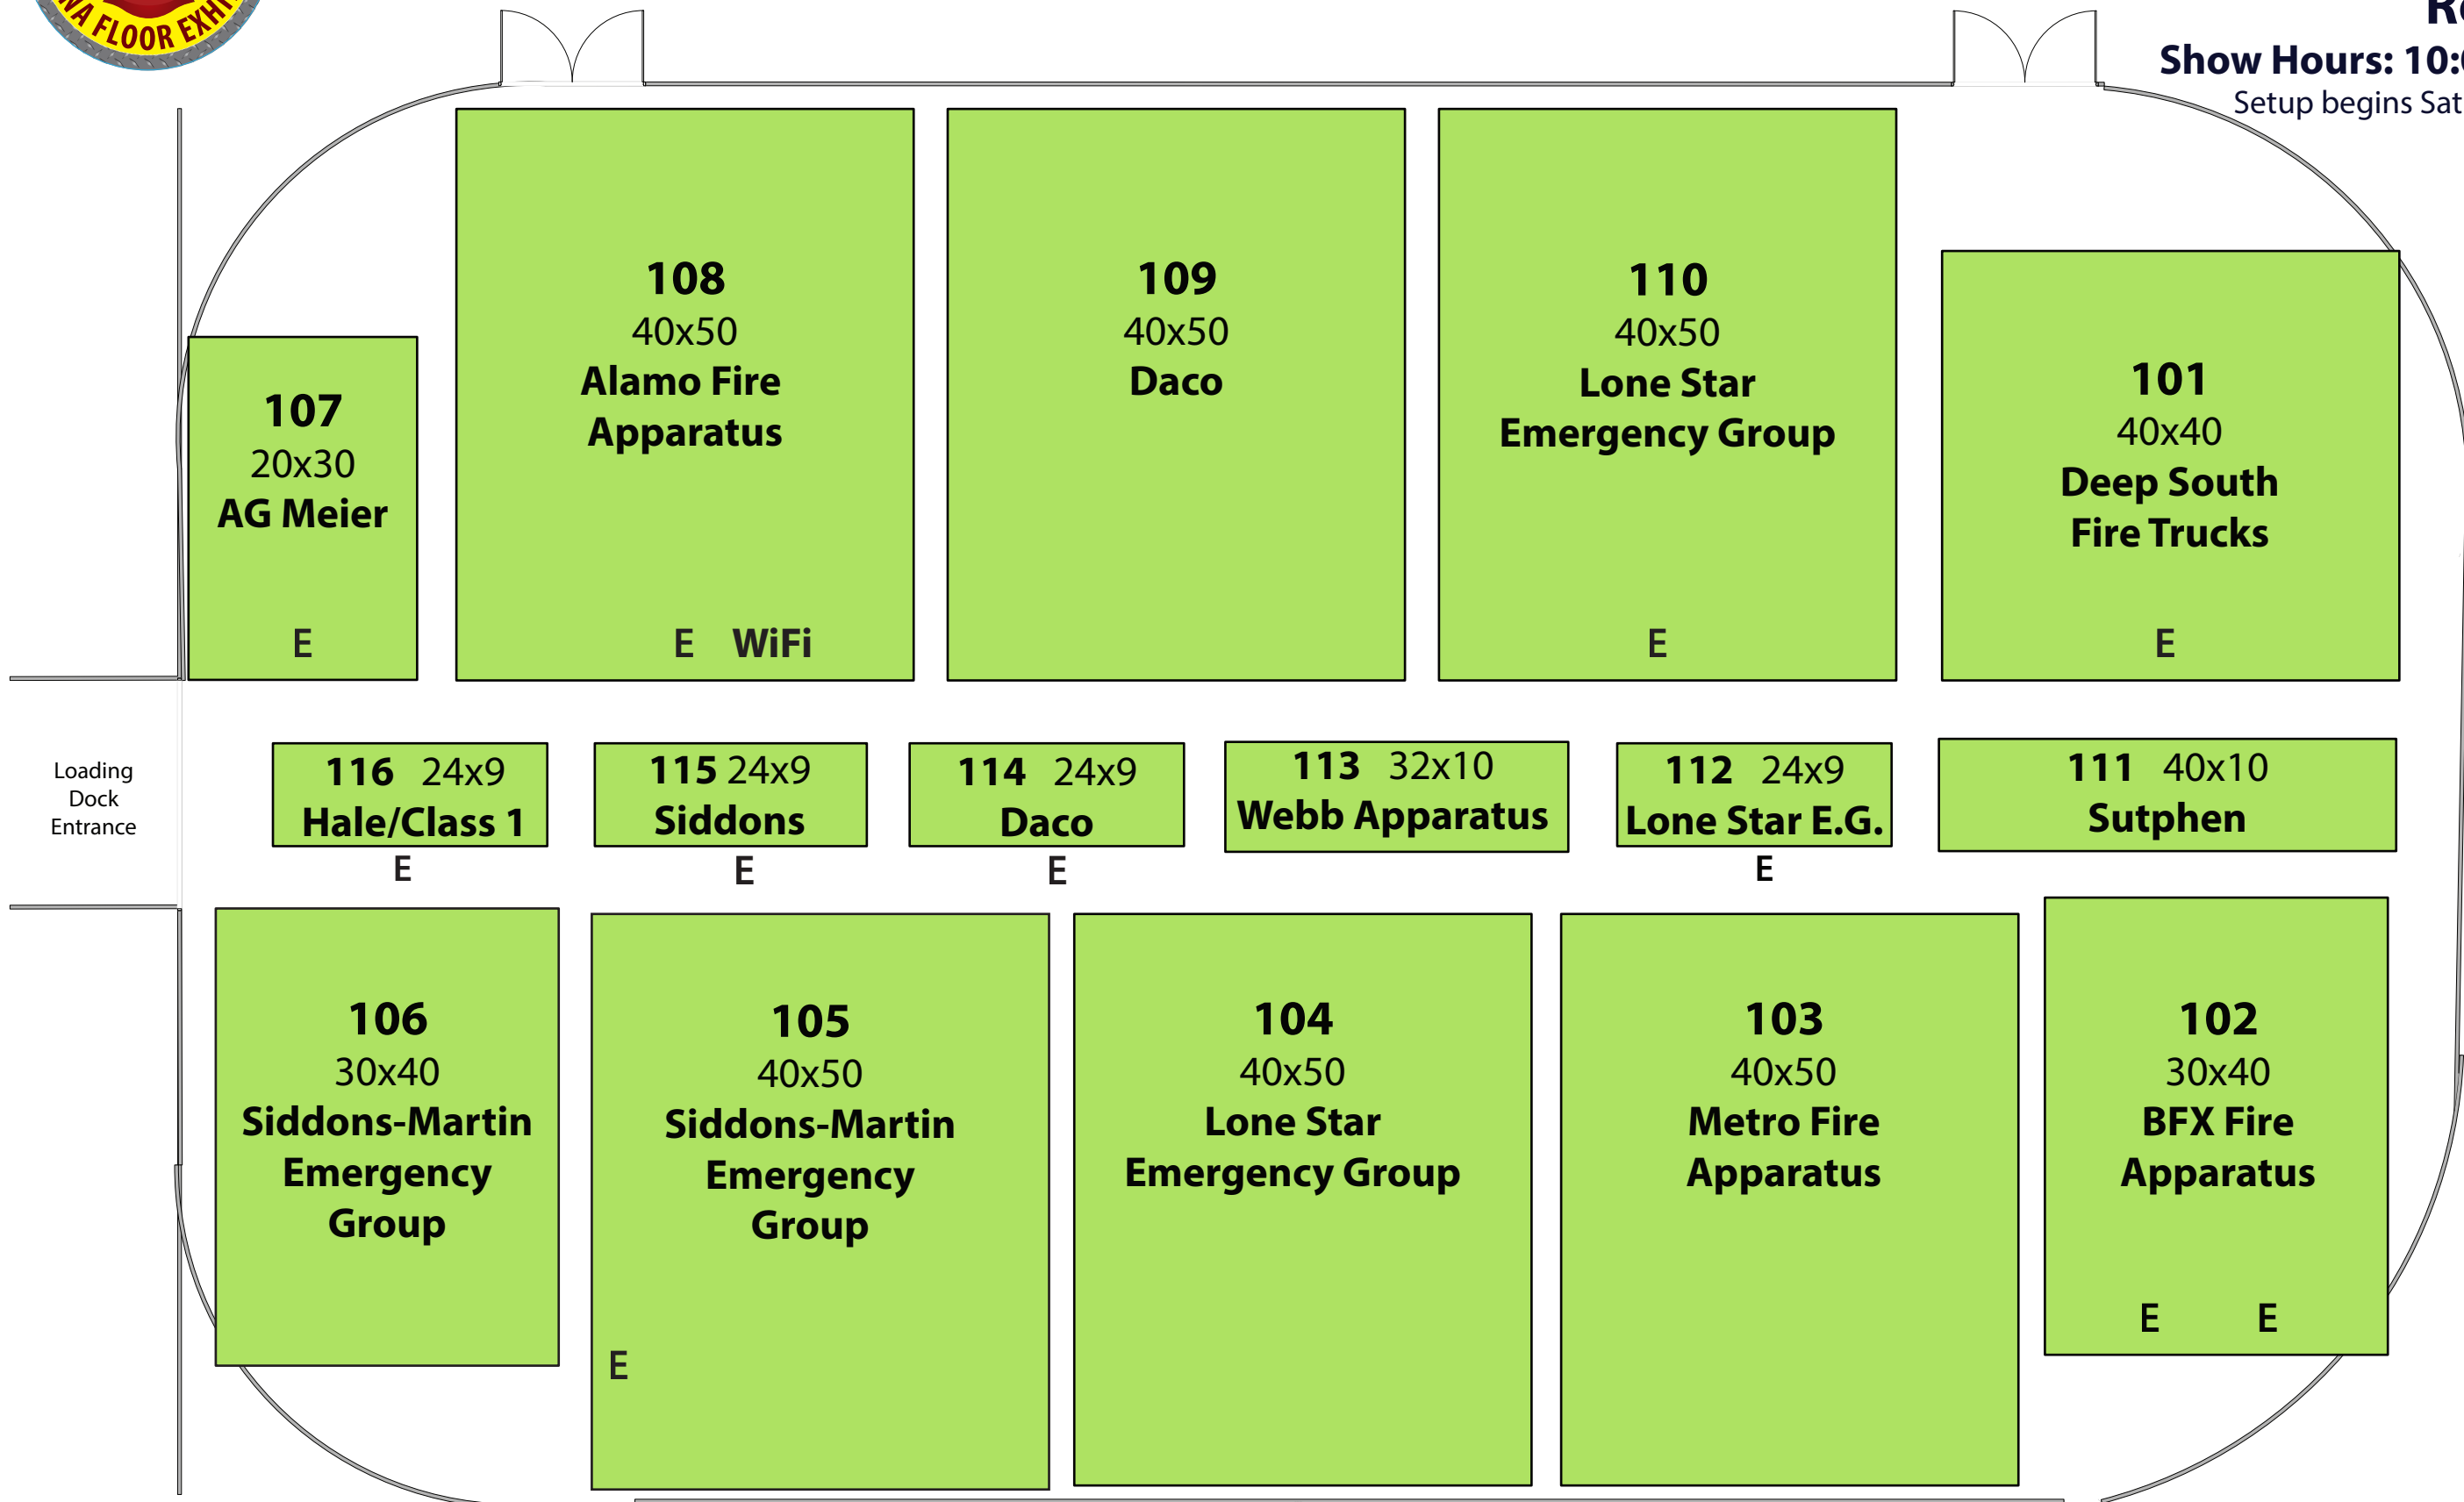 FLOOR
Show Hours:
Setup begins
108
40x50
Alamo Fire
Apparatus
E WiFi
109
40x50
Daco
110
40x50
Lone Star
Emergency Group
E
101
40x40
Deep South
Fire Trucks
E
107
20x30
AG Meier
E
Loading
Dock
Entrance
116 24x9
Hale/Class 1
E
115 24x9
Siddons
E
114 24x9
Daco
E
113 32x10
Webb Apparatus
112 24x9
Lone Star E.G.
E
111 40x10
Sutphen
106
30x40
Siddons-Martin
Emergency
Group
105
40x50
Siddons-Martin
Emergency
Group
E
104
40x50
Lone Star
Emergency Group
103
40x50
Metro Fire
Apparatus
102
30x40
BFX Fire
Apparatus
E E